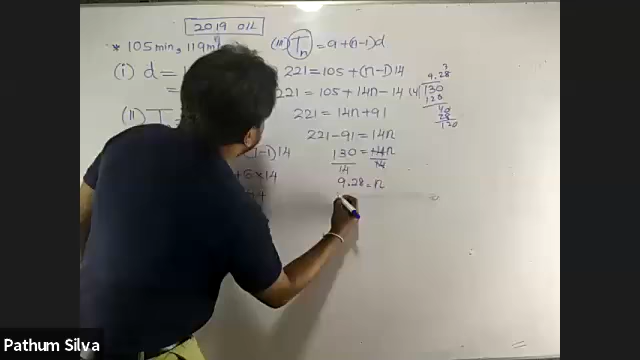 2019 O/L
* 105 min, 119 m
(iii) Tn = a+(n-1)d
(i) d =
=
221 = 105 + (n-1)14
221 = 105 + 14n - 14
221 = 14n + 91
221 - 91 = 14n
130 = 14n
14 14
9.28 = n
(ii) T
-1)14
+ 6 x 14
9.28
14 130
126
40
28
120
Pathum Silva